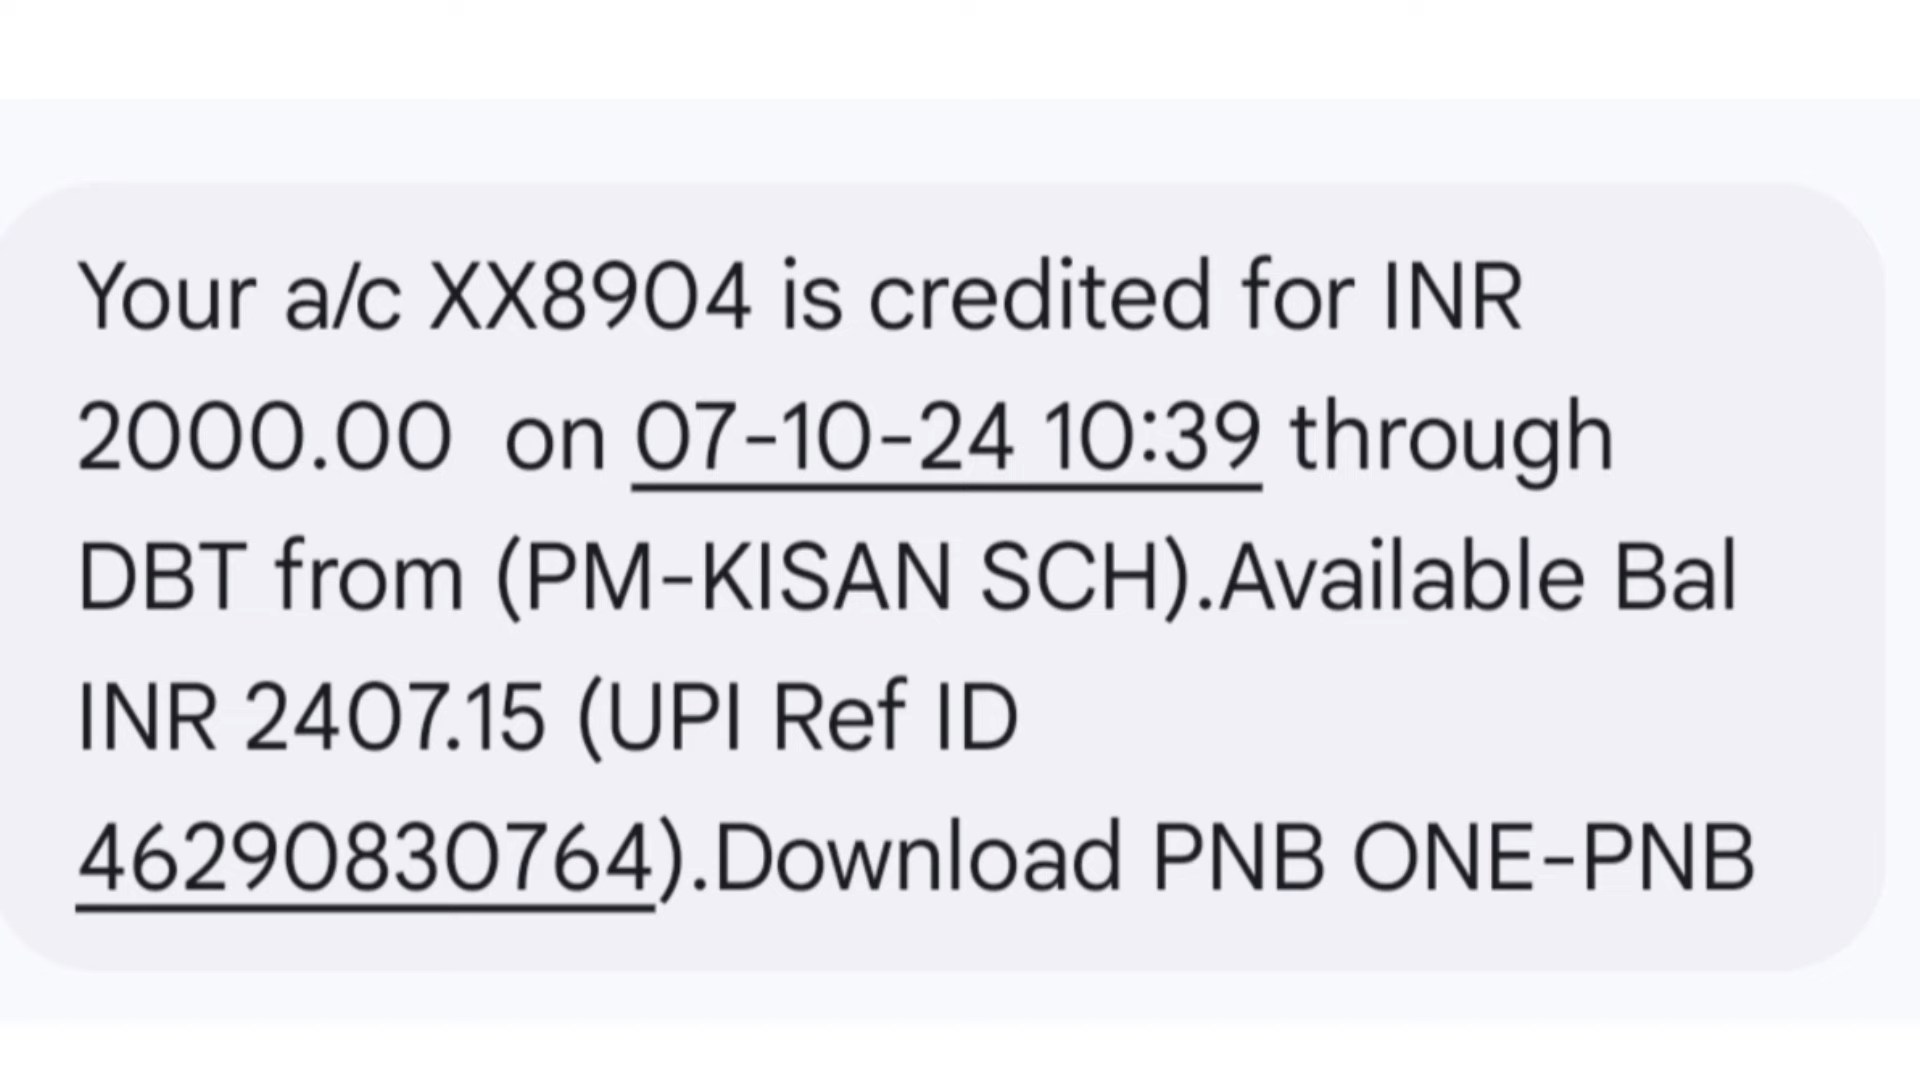 Your a/c XX8904 is credited for INR
2000.00  on 07-10-24 10:39 through
DBT from (PM-KISAN SCH).Available Bal
INR 2407.15 (UPI Ref ID
46290830764).Download PNB ONE-PNB